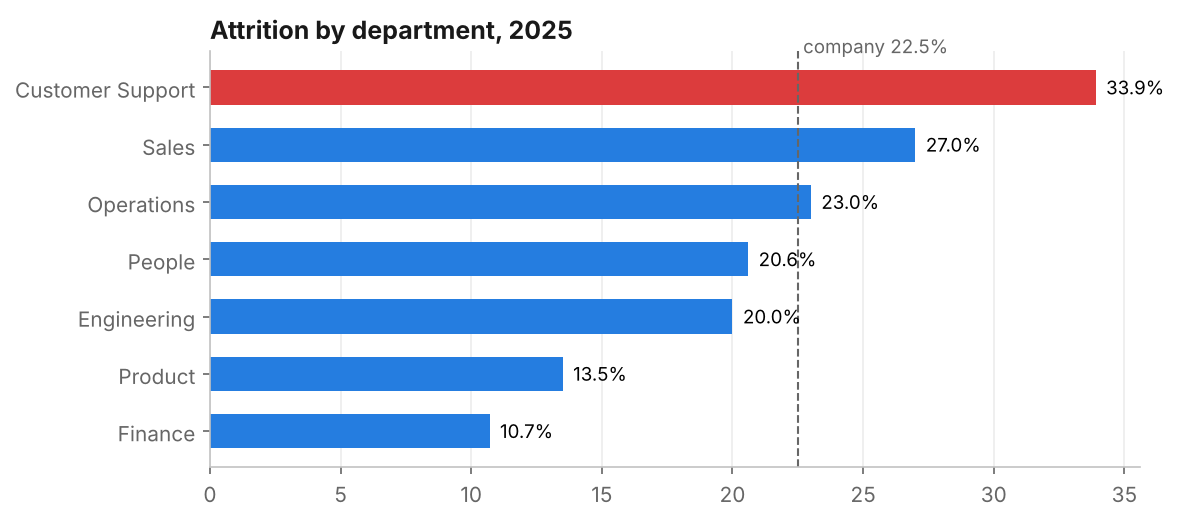 Attrition by department, 2025
company 22.5%
Customer Support 33.9%
Sales 27.0%
Operations 23.0%
People 20.6%
Engineering 20.0%
Product 13.5%
Finance 10.7%
0 5 10 15 20 25 30 35